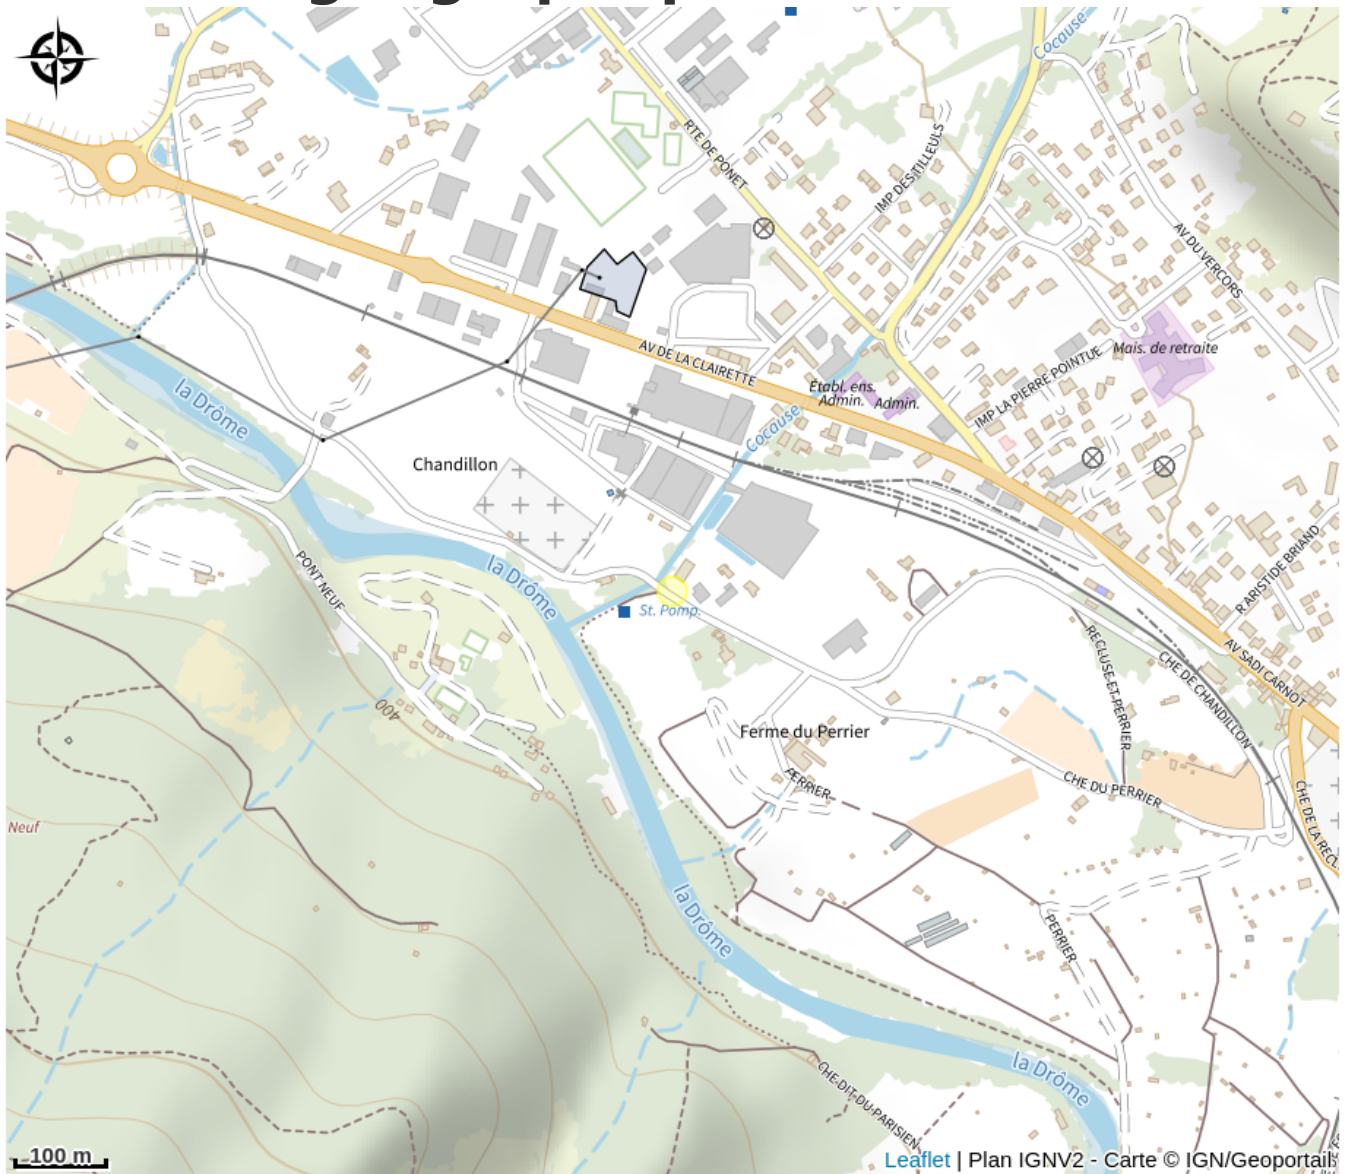 Cocause
RTE DE PONET
IMP DES TILLEULS
AV DU VERCORS
Mais. de retraite
AV DE LA CLAIRETTE
IMP LA PIERRE POINTUE
Établ. ens.
Admin.
Admin.
la Drôme
Cocause
Chandillon
la Drôme
PONT NEUF
St. Pomp.
R ARISTIDE BRIAND
RECLUSE ET PERRIER
CHE DE CHANDILLON
AV SADI CARNOT
400
Ferme du Perrier
PERRIER
CHE DU PERRIER
CHE DE LA RECL
Neuf
la Drôme
PERRIER
la Drôme
CHE DIT DU PARISIEN
100 m
Leaflet | Plan IGNV2 - Carte © IGN/Geoportail